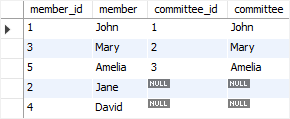 member_id member committee_id committee
1 John 1 John
3 Mary 2 Mary
5 Amelia 3 Amelia
2 Jane NULL NULL
4 David NULL NULL